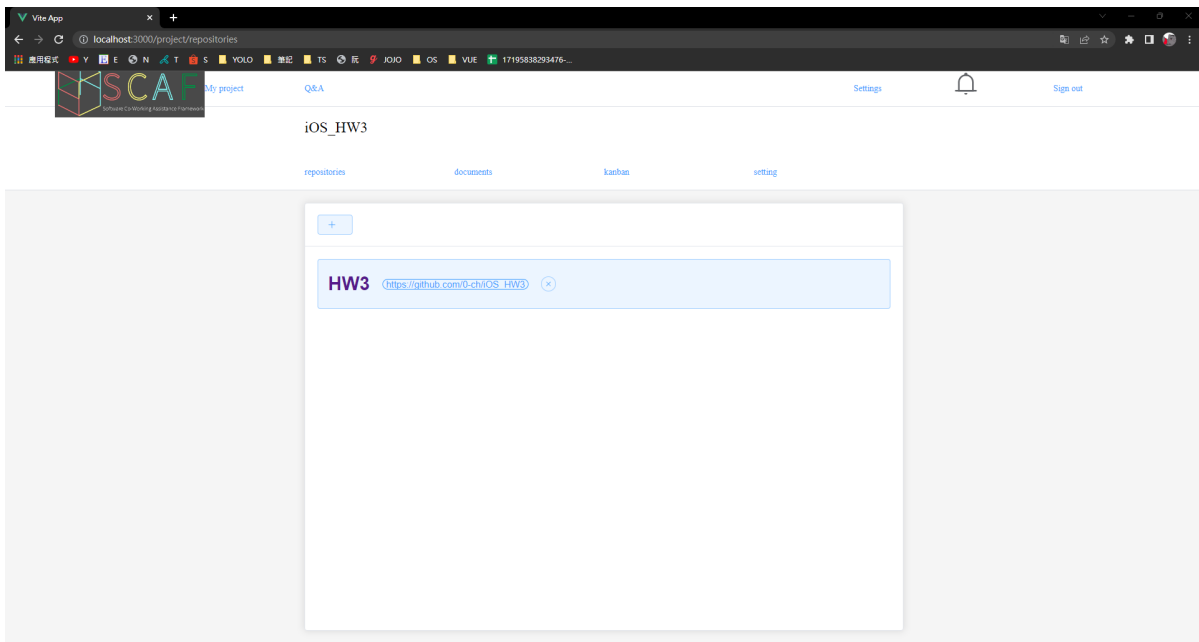 Vite App
localhost:3000/project/repositories
應用程式 Y E N T S YOLO 筆記 TS 阮 JOJO OS VUE 17195838293476-...
SCAF
Software Co-Working Assistance Framework
My project Q&A Settings Sign out
iOS_HW3
repositories documents kanban setting
+
HW3 https://github.com/0-ch/iOS_HW3